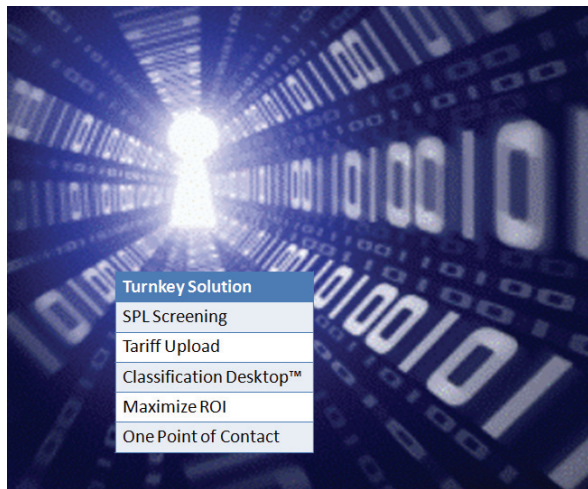 Turnkey Solution
SPL Screening
Tariff Upload
Classification Desktop™
Maximize ROI
One Point of Contact